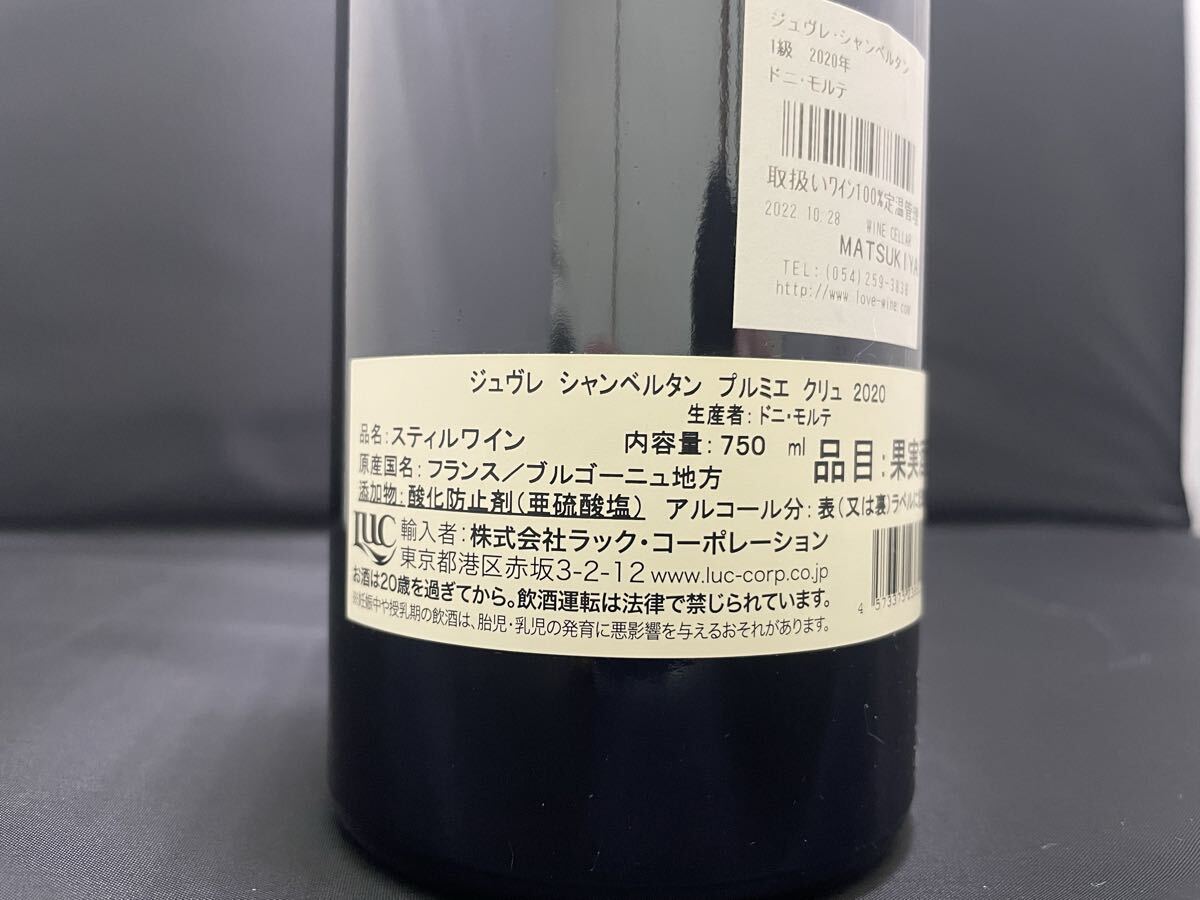 ジュヴレ・シャンベルタン
1級 2020年
ドニ・モルテ
取扱いワイン100%定温管理
2022.10.28
WINE CELLAR
MATSUKIYA
TEL:(054)259-3838
http://www.love-wine.com
ジュヴレ シャンベルタン プルミエ クリュ 2020
生産者:ドニ・モルテ
品名:スティルワイン 内容量:750 ml 品目:果実
原産国名:フランス/ブルゴーニュ地方
添加物:酸化防止剤(亜硫酸塩) アルコール分:表(又は裏)ラベルに
LUC 輸入者:株式会社ラック・コーポレーション
東京都港区赤坂3-2-12 www.luc-corp.co.jp
お酒は20歳を過ぎてから。飲酒運転は法律で禁じられています。
※妊娠中や授乳期の飲酒は、胎児・乳児の発育に悪影響を与えるおそれがあります。